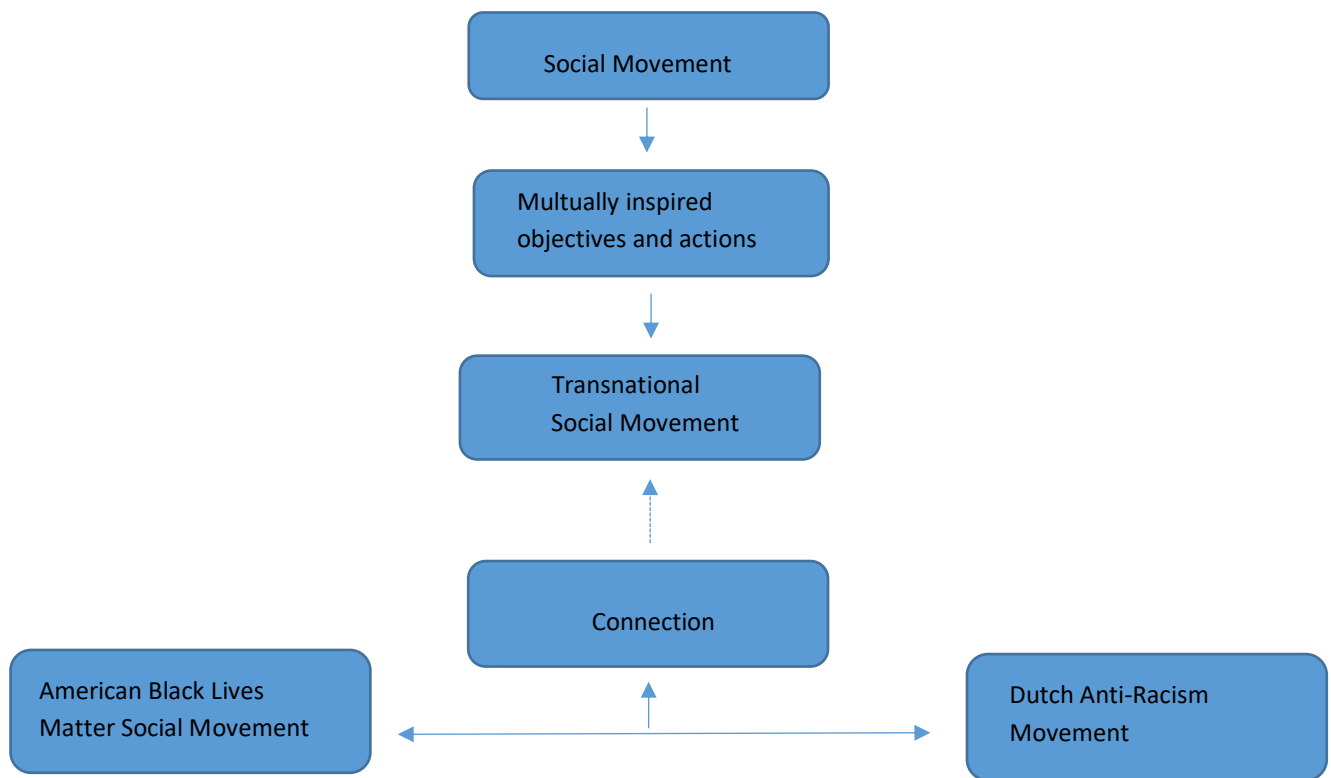 Social Movement
Multually inspired
objectives and actions
Transnational
Social Movement
Connection
American Black Lives
Matter Social Movement
Dutch Anti-Racism
Movement